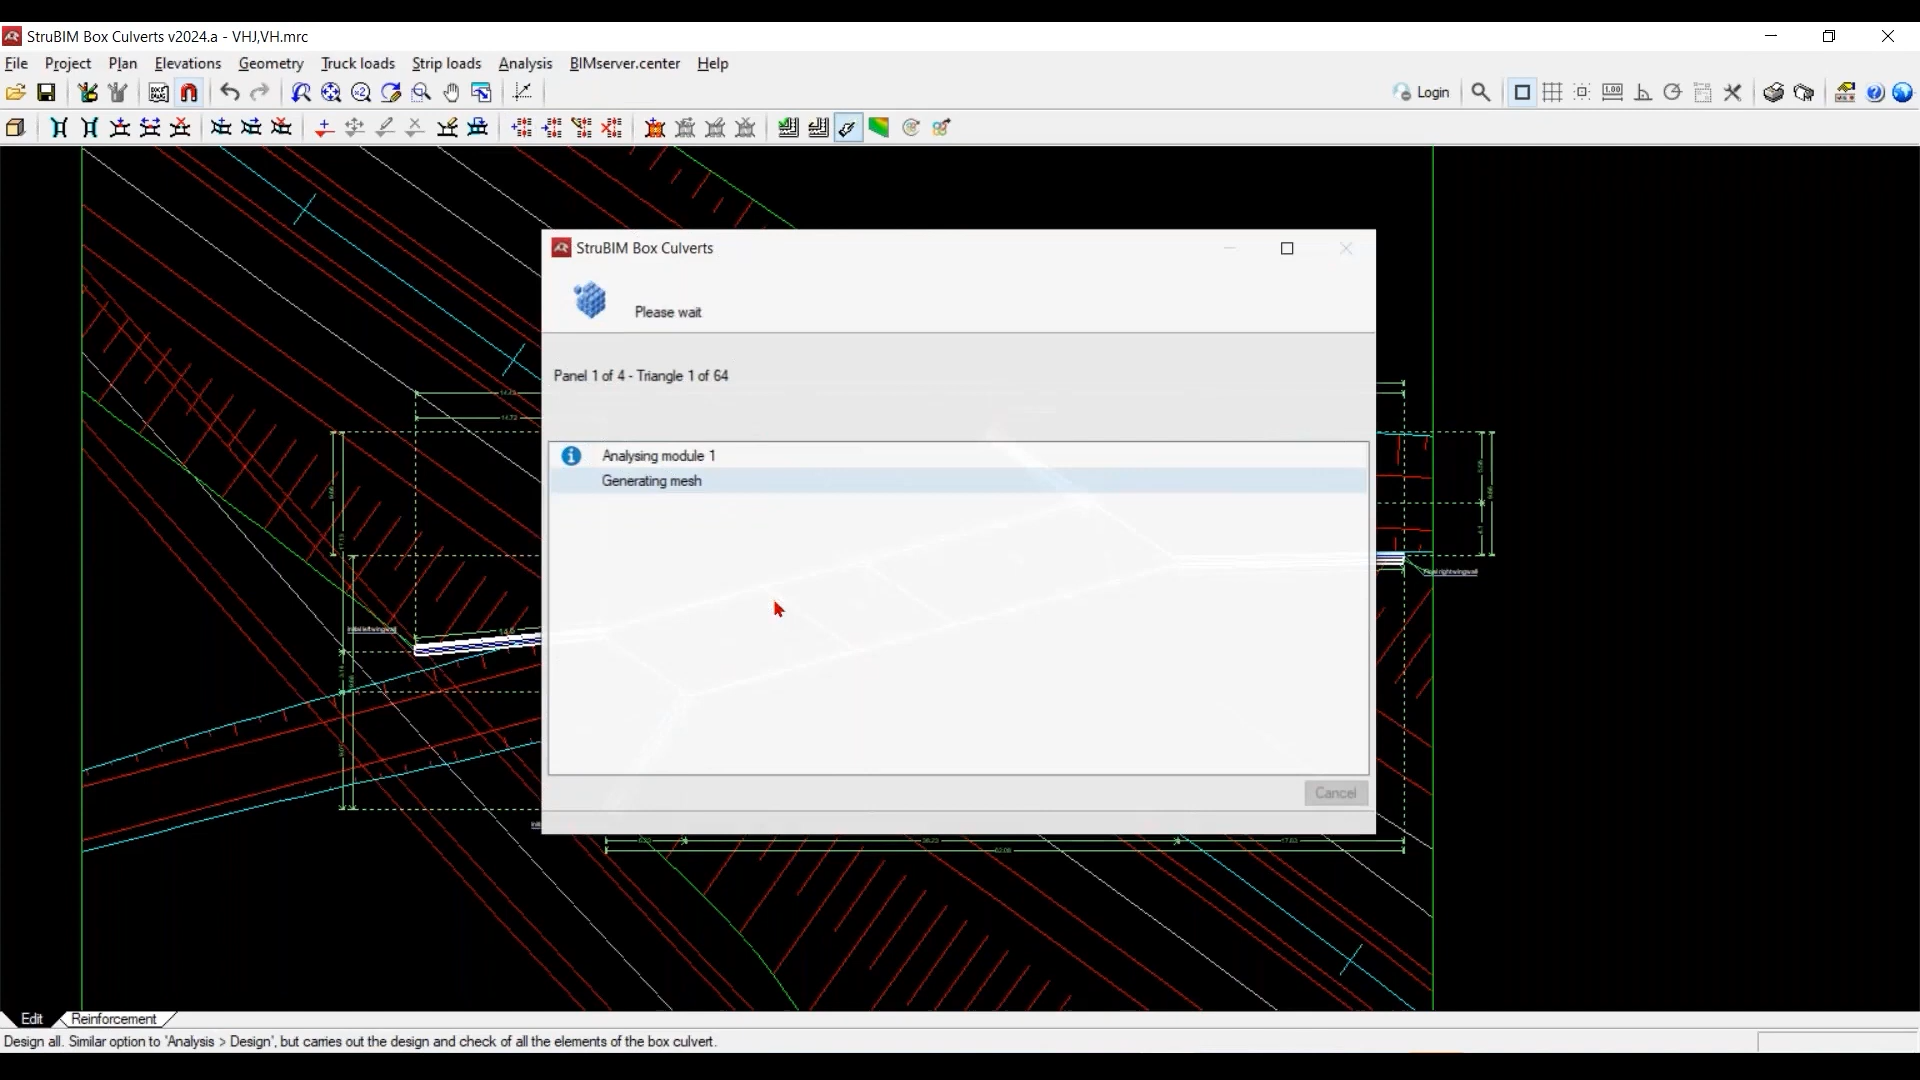 StruBIM Box Culverts v2024.a - VHJ,VH.mrc
File Project Plan Elevations Geometry Truck loads Strip loads Analysis BIMserver.center Help
Login
StruBIM Box Culverts
Please wait
Panel 1 of 4 - Triangle 1 of 64
Analysing module 1
Generating mesh
Cancel
Edit Reinforcement
Design all. Similar option to 'Analysis > Design', but carries out the design and check of all the elements of the box culvert.